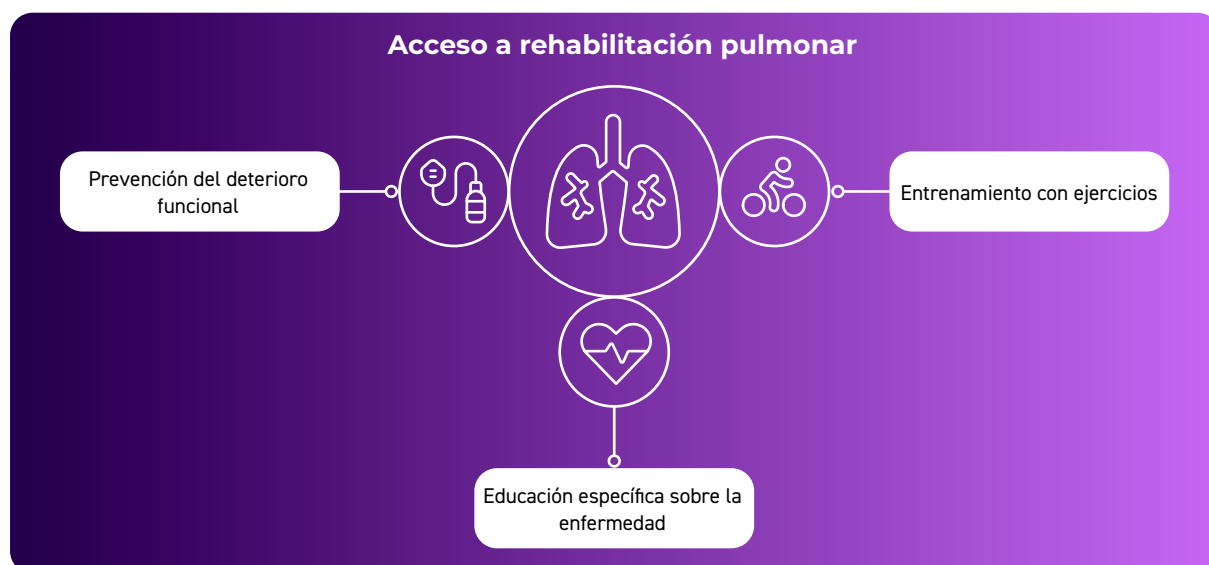 Acceso a rehabilitación pulmonar
Prevención del deterioro
funcional
Entrenamiento con ejercicios
Educación específica sobre la
enfermedad